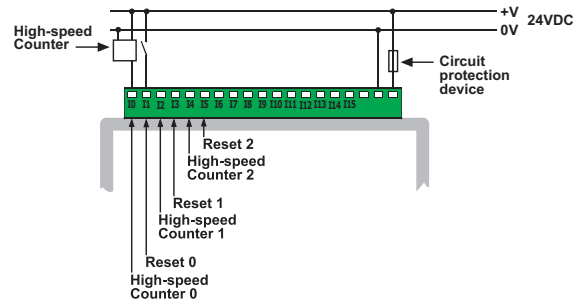 +V
24VDC
0V
High-speed
Counter
Circuit
protection
device
I0 I1 I2 I3 I4 I5 I6 I7 I8 I9 I10 I11 I12 I13 I14 I15
Reset 2
High-speed
Counter 2
Reset 1
High-speed
Counter 1
Reset 0
High-speed
Counter 0